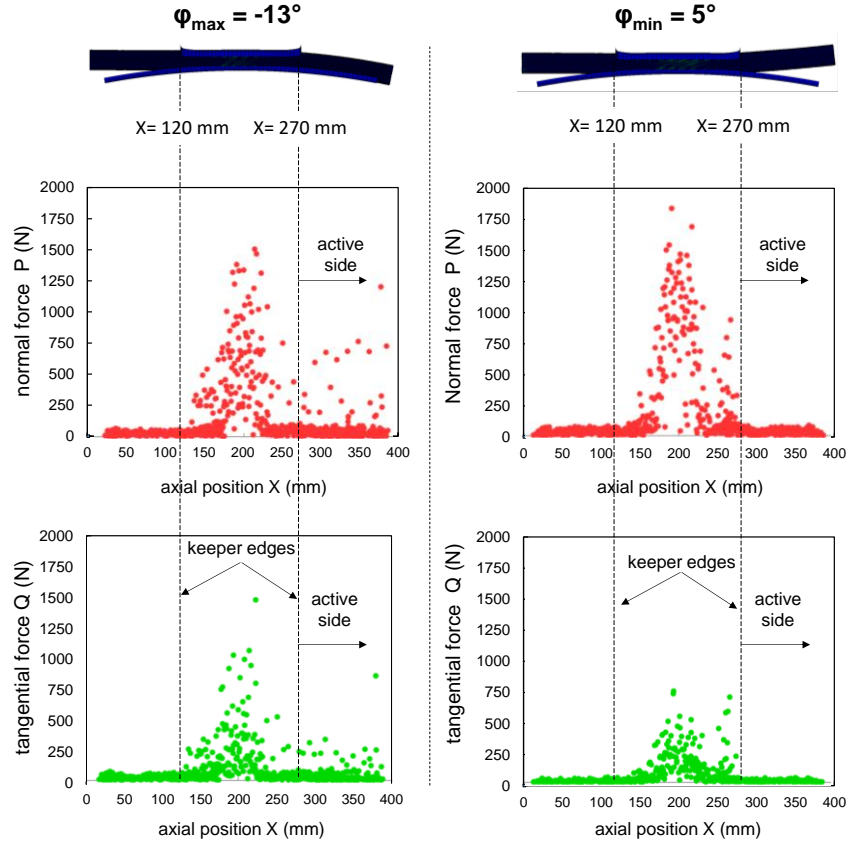 φmax = -13°
φmin = 5°
X= 120 mm
X= 270 mm
X= 120 mm
X= 270 mm
normal force P (N)
2000
1750
1500
1250
1000
750
500
250
0
active
side
0 50 100 150 200 250 300 350 400
axial position X (mm)
Normal force P (N)
2000
1750
1500
1250
1000
750
500
250
0
active
side
0 50 100 150 200 250 300 350 400
axial position X (mm)
tangential force Q (N)
2000
1750
1500
1250
1000
750
500
250
0
keeper edges
active
side
0 50 100 150 200 250 300 350 400
axial position X (mm)
tangential force Q (N)
2000
1750
1500
1250
1000
750
500
250
0
keeper edges
active
side
0 50 100 150 200 250 300 350 400
axial position X (mm)